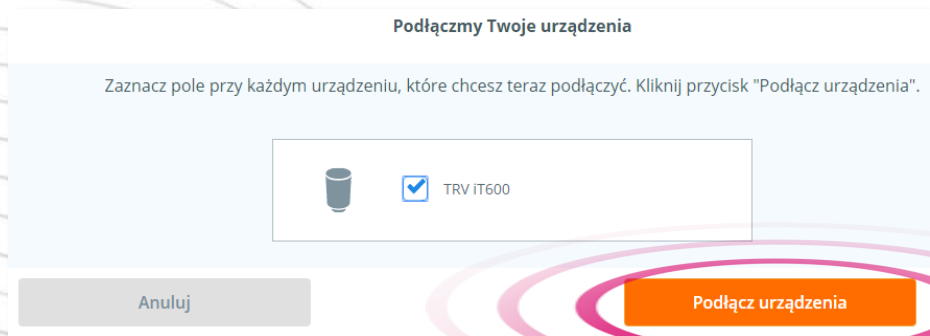 Podłączmy Twoje urządzenia
Zaznacz pole przy każdym urządzeniu, które chcesz teraz podłączyć. Kliknij przycisk "Podłącz urządzenia".
TRV iT600
Anuluj
Podłącz urządzenia